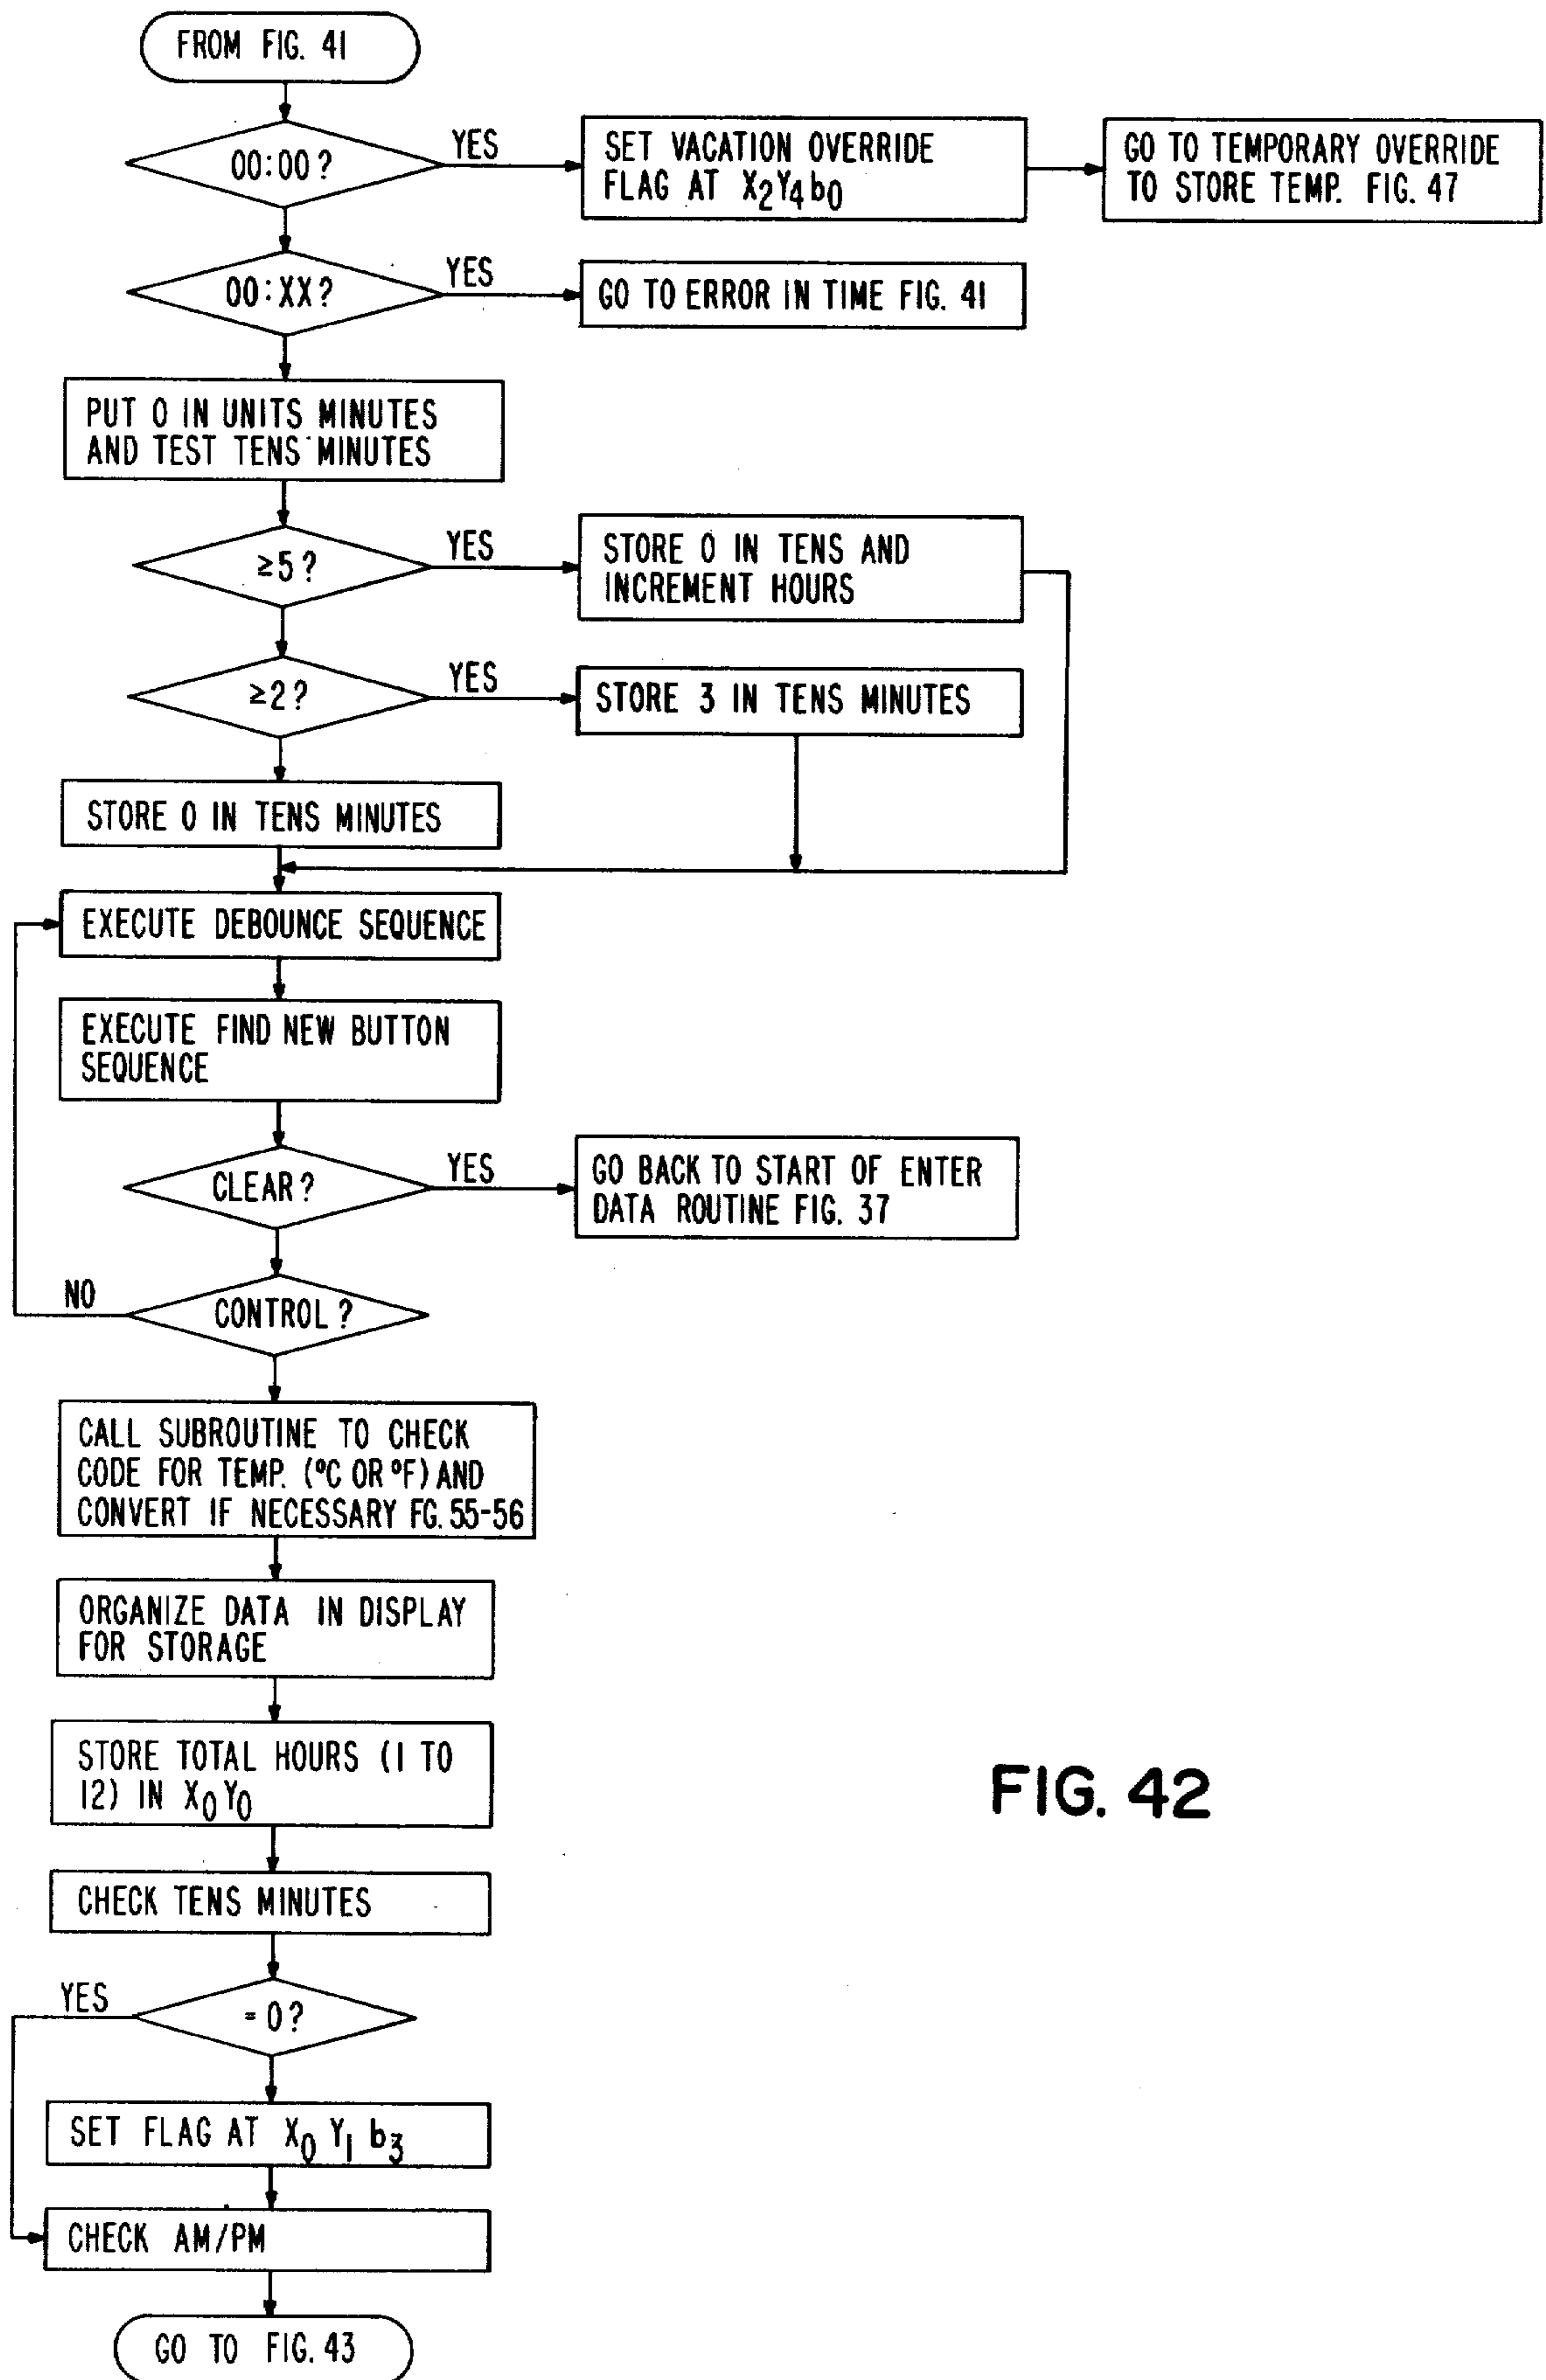 FROM FIG. 41
00:00?
YES
SET VACATION OVERRIDE
FLAG AT X2Y4b0
GO TO TEMPORARY OVERRIDE
TO STORE TEMP. FIG. 47
00:XX?
YES
GO TO ERROR IN TIME FIG. 41
PUT 0 IN UNITS MINUTES
AND TEST TENS MINUTES
≥5?
YES
STORE 0 IN TENS AND
INCREMENT HOURS
≥2?
YES
STORE 3 IN TENS MINUTES
STORE 0 IN TENS MINUTES
EXECUTE DEBOUNCE SEQUENCE
EXECUTE FIND NEW BUTTON
SEQUENCE
CLEAR?
YES
GO BACK TO START OF ENTER
DATA ROUTINE FIG. 37
NO
CONTROL?
CALL SUBROUTINE TO CHECK
CODE FOR TEMP. (°C OR °F) AND
CONVERT IF NECESSARY FG. 55-56
ORGANIZE DATA IN DISPLAY
FOR STORAGE
STORE TOTAL HOURS (1 TO
12) IN X0Y0
FIG. 42
CHECK TENS MINUTES
YES
= 0?
SET FLAG AT X0 Y1 b3
CHECK AM/PM
GO TO FIG. 43